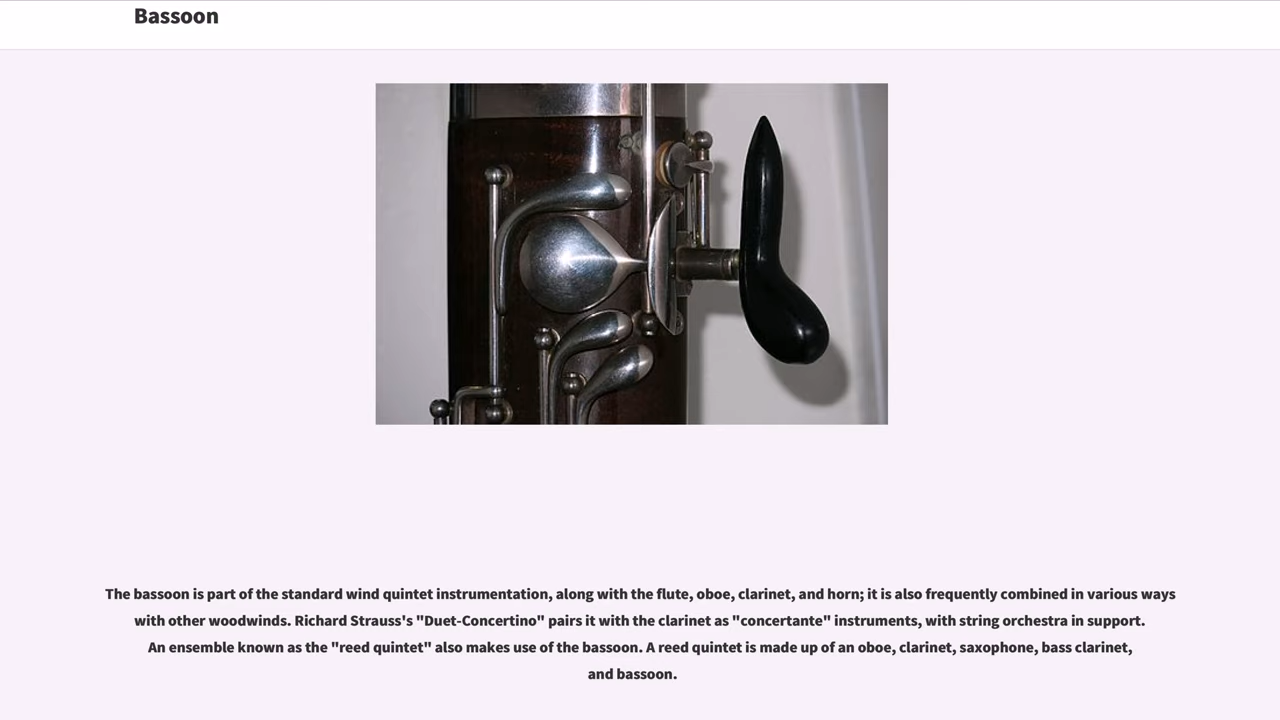 Bassoon
The bassoon is part of the standard wind quintet instrumentation, along with the flute, oboe, clarinet, and horn; it is also frequently combined in various ways
with other woodwinds. Richard Strauss's "Duet-Concertino" pairs it with the clarinet as "concertante" instruments, with string orchestra in support.
An ensemble known as the "reed quintet" also makes use of the bassoon. A reed quintet is made up of an oboe, clarinet, saxophone, bass clarinet,
and bassoon.